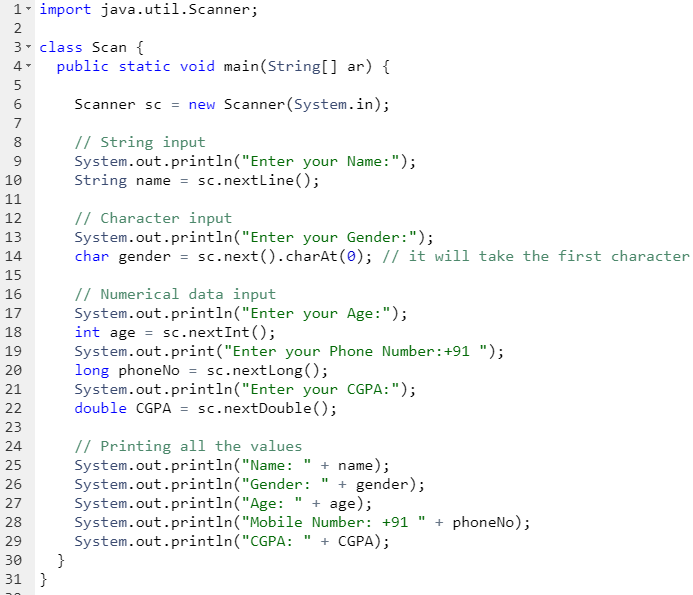 1 import java.util.Scanner;
2
3 class Scan {
4 public static void main(String[] ar) {
5
6 Scanner sc = new Scanner(System.in);
7
8 // String input
9 System.out.println("Enter your Name:");
10 String name = sc.nextLine();
11
12 // Character input
13 System.out.println("Enter your Gender:");
14 char gender = sc.next().charAt(0); // it will take the first character
15
16 // Numerical data input
17 System.out.println("Enter your Age:");
18 int age = sc.nextInt();
19 System.out.print("Enter your Phone Number:+91 ");
20 long phoneNo = sc.nextLong();
21 System.out.println("Enter your CGPA:");
22 double CGPA = sc.nextDouble();
23
24 // Printing all the values
25 System.out.println("Name: " + name);
26 System.out.println("Gender: " + gender);
27 System.out.println("Age: " + age);
28 System.out.println("Mobile Number: +91 " + phoneNo);
29 System.out.println("CGPA: " + CGPA);
30 }
31 }